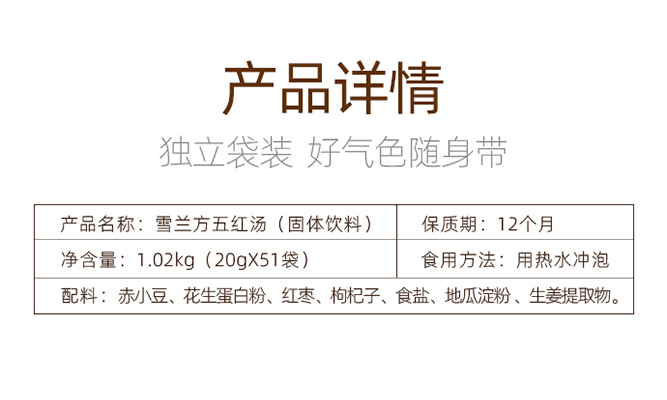 产品详情
独立袋装 好气色随身带
产品名称：雪兰方五红汤（固体饮料）
保质期：12个月
净含量：1.02kg（20gX51袋）
食用方法：用热水冲泡
配料：赤小豆、花生蛋白粉、红枣、枸杞子、食盐、地瓜淀粉、生姜提取物。